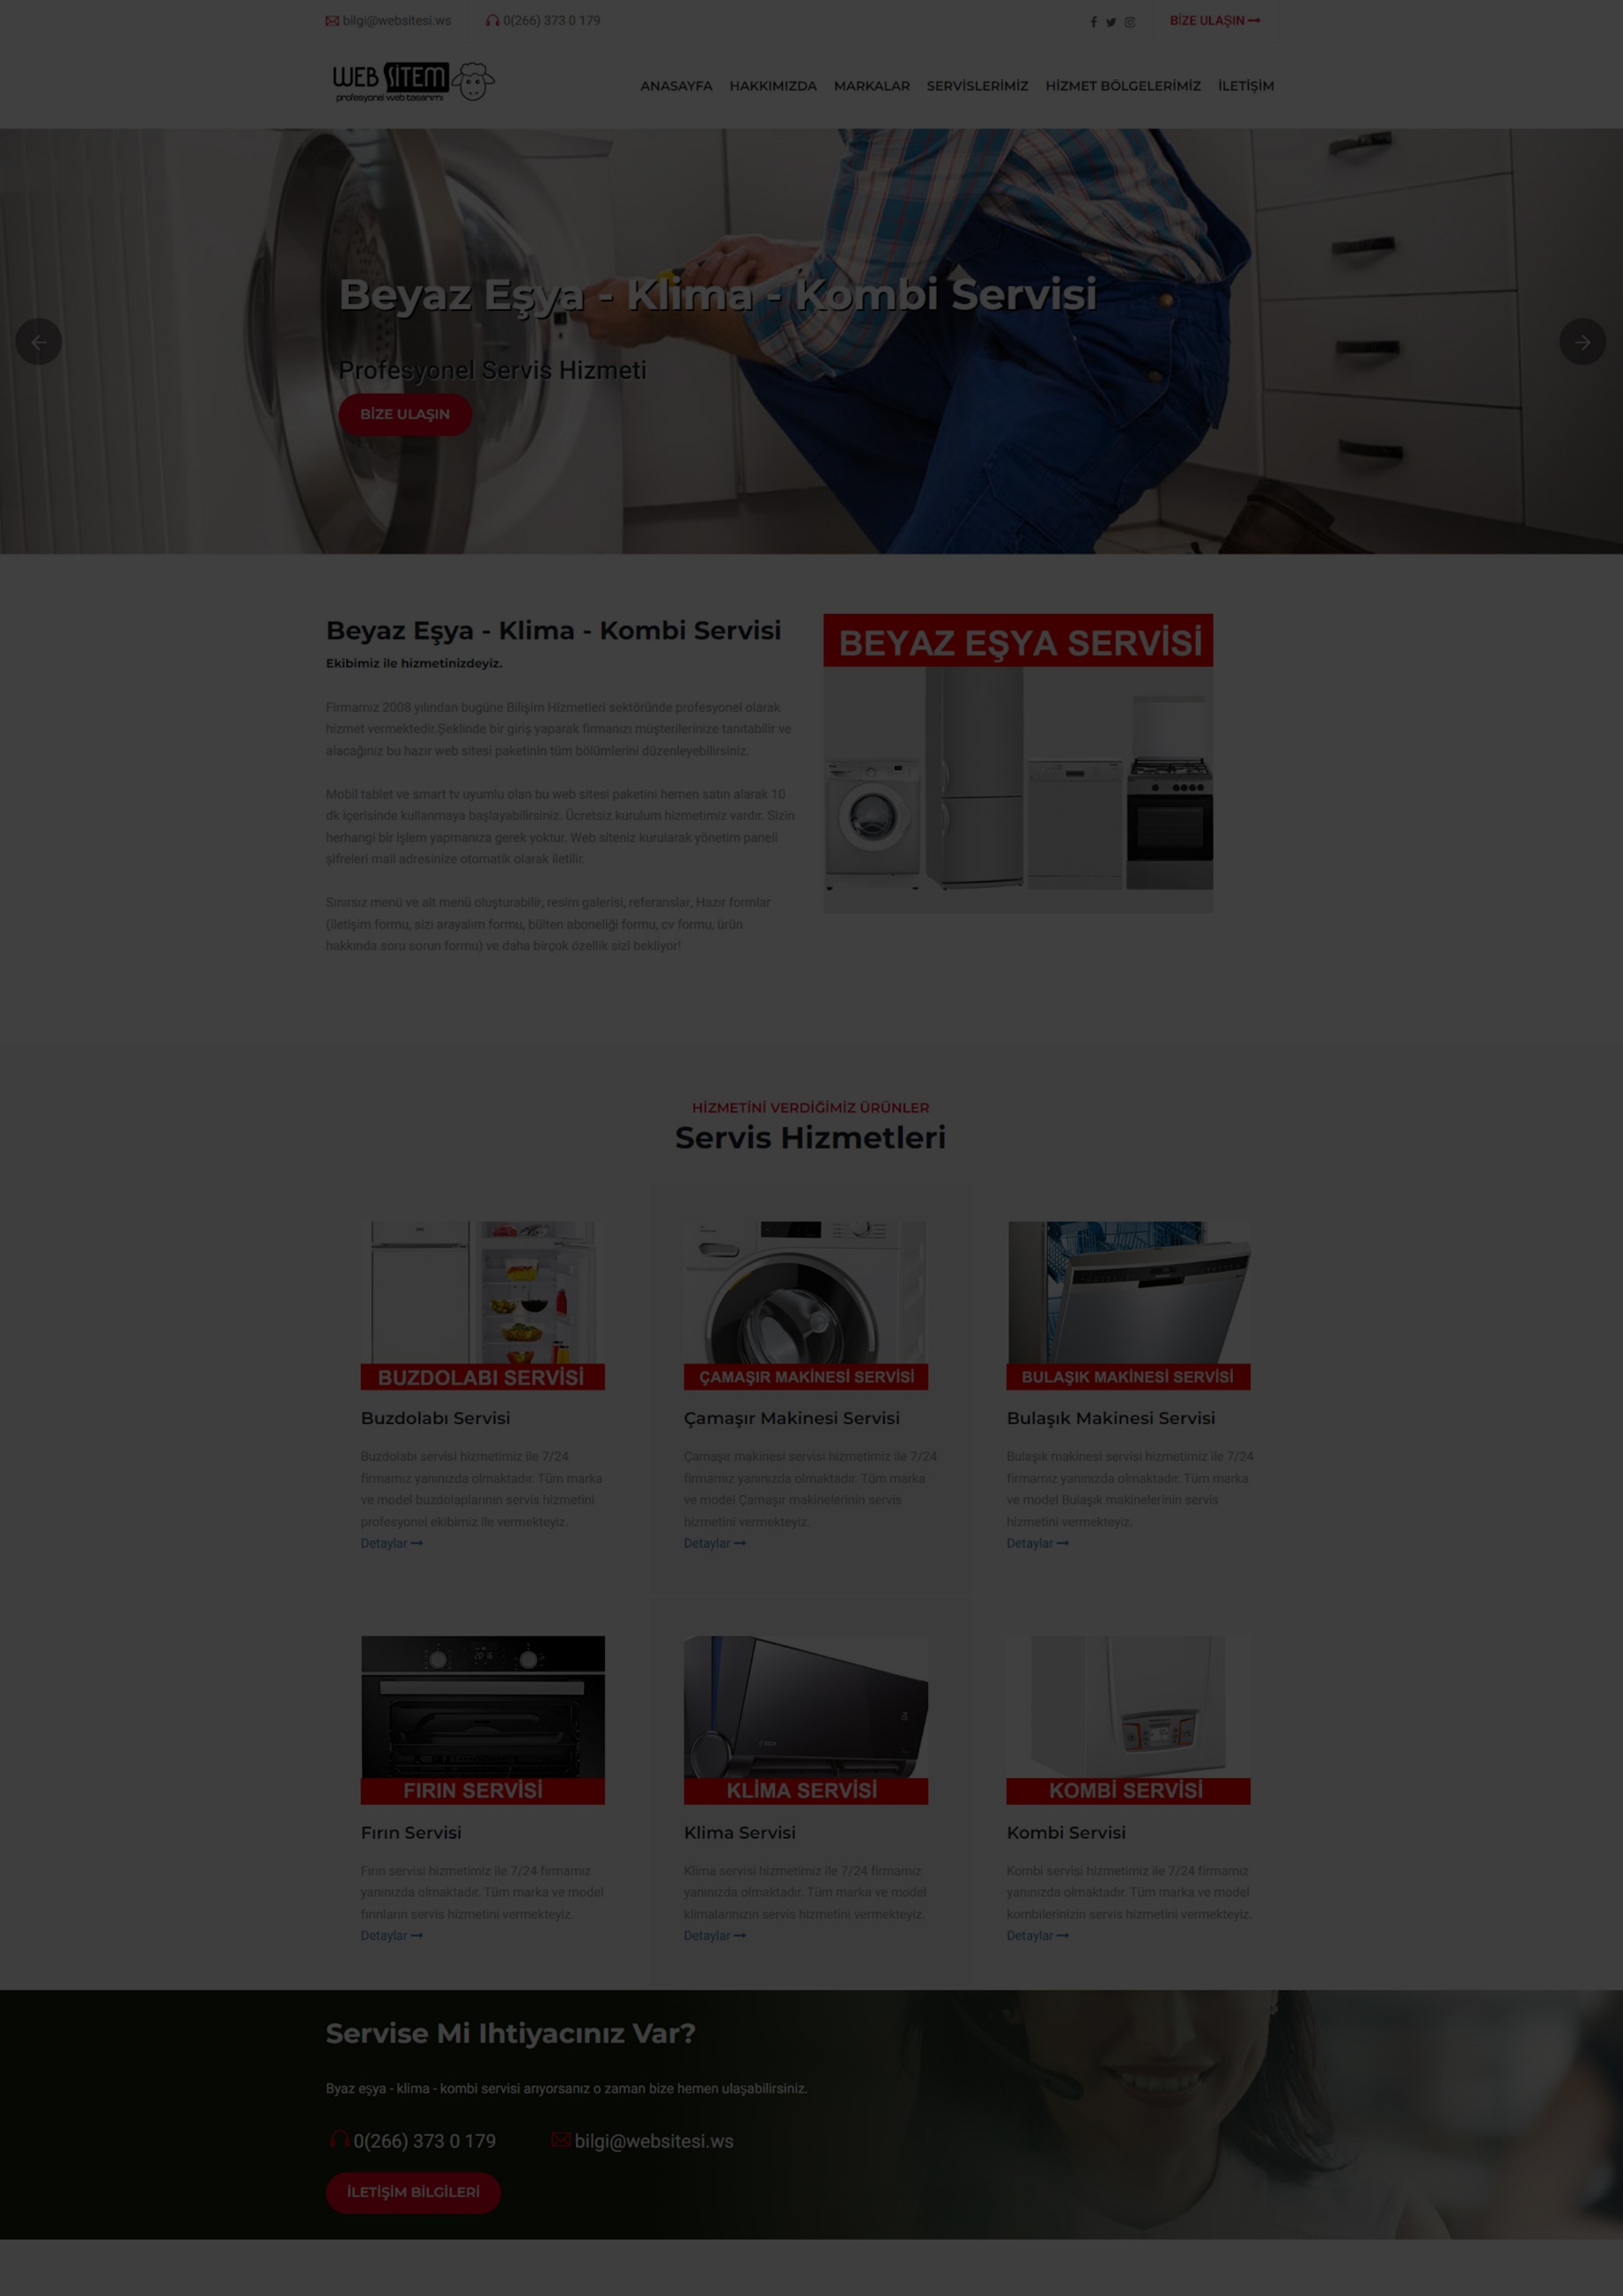 bilgi@websitesi.ws
0(266) 373 0 179
BİZE ULAŞIN
WEB SİTEM
profesyonel web tasarımı
ANASAYFA
HAKKIMIZDA
MARKALAR
SERVİSLERİMİZ
HİZMET BÖLGELERİMİZ
İLETİŞİM
Beyaz Eşya - Klima - Kombi Servisi
Profesyonel Servis Hizmeti
BİZE ULAŞIN
Beyaz Eşya - Klima - Kombi Servisi
Ekibimiz ile hizmetinizdeyiz.
Firmamız 2008 yılından bugüne Bilişim Hizmetleri sektöründe profesyonel olarak
hizmet vermektedir.Şeklinde bir giriş yaparak firmanızı müşterilerinize tanıtabilir ve
alacağınız bu hazır web sitesi paketinin tüm bölümlerini düzenleyebilirsiniz.
Mobil tablet ve smart tv uyumlu olan bu web sitesi paketini hemen satın alarak 10
dk içerisinde kullanmaya başlayabilirsiniz. Ücretsiz kurulum hizmetimiz vardır. Sizin
herhangi bir işlem yapmanıza gerek yoktur. Web siteniz kurularak yönetim paneli
şifreleri mail adresinize otomatik olarak iletilir.
Sınırsız menü ve alt menü oluşturabilir, resim galerisi, referanslar, Hazır formlar
(iletişim formu, sizi arayalım formu, bülten aboneliği formu, cv formu, ürün
hakkında soru sorun formu) ve daha birçok özellik sizi bekliyor!
BEYAZ EŞYA SERVİSİ
HİZMETİNİ VERDİĞİMİZ ÜRÜNLER
Servis Hizmetleri
BUZDOLABI SERVİSİ
Buzdolabı Servisi
Buzdolabı servisi hizmetimiz ile 7/24
firmamız yanınızda olmaktadır. Tüm marka
ve model buzdolaplarının servis hizmetini
profesyonel ekibimiz ile vermekteyiz.
Detaylar
ÇAMAŞIR MAKİNESİ SERVİSİ
Çamaşır Makinesi Servisi
Çamaşır makinesi servisi hizmetimiz ile 7/24
firmamız yanınızda olmaktadır. Tüm marka
ve model Çamaşır makinelerinin servis
hizmetini vermekteyiz.
Detaylar
BULAŞIK MAKİNESİ SERVİSİ
Bulaşık Makinesi Servisi
Bulaşık makinesi servisi hizmetimiz ile 7/24
firmamız yanınızda olmaktadır. Tüm marka
ve model Bulaşık makinelerinin servis
hizmetini vermekteyiz.
Detaylar
FIRIN SERVİSİ
Fırın Servisi
Fırın servisi hizmetimiz ile 7/24 firmamız
yanınızda olmaktadır. Tüm marka ve model
fırınların servis hizmetini vermekteyiz.
Detaylar
KLİMA SERVİSİ
Klima Servisi
Klima servisi hizmetimiz ile 7/24 firmamız
yanınızda olmaktadır. Tüm marka ve model
klimalarınızın servis hizmetini vermekteyiz.
Detaylar
KOMBİ SERVİSİ
Kombi Servisi
Kombi servisi hizmetimiz ile 7/24 firmamız
yanınızda olmaktadır. Tüm marka ve model
kombilerinizin servis hizmetini vermekteyiz.
Detaylar
Servise Mi Ihtiyacınız Var?
Byaz eşya - klima - kombi servisi arıyorsanız o zaman bize hemen ulaşabilirsiniz.
0(266) 373 0 179
bilgi@websitesi.ws
İLETİŞİM BİLGİLERİ